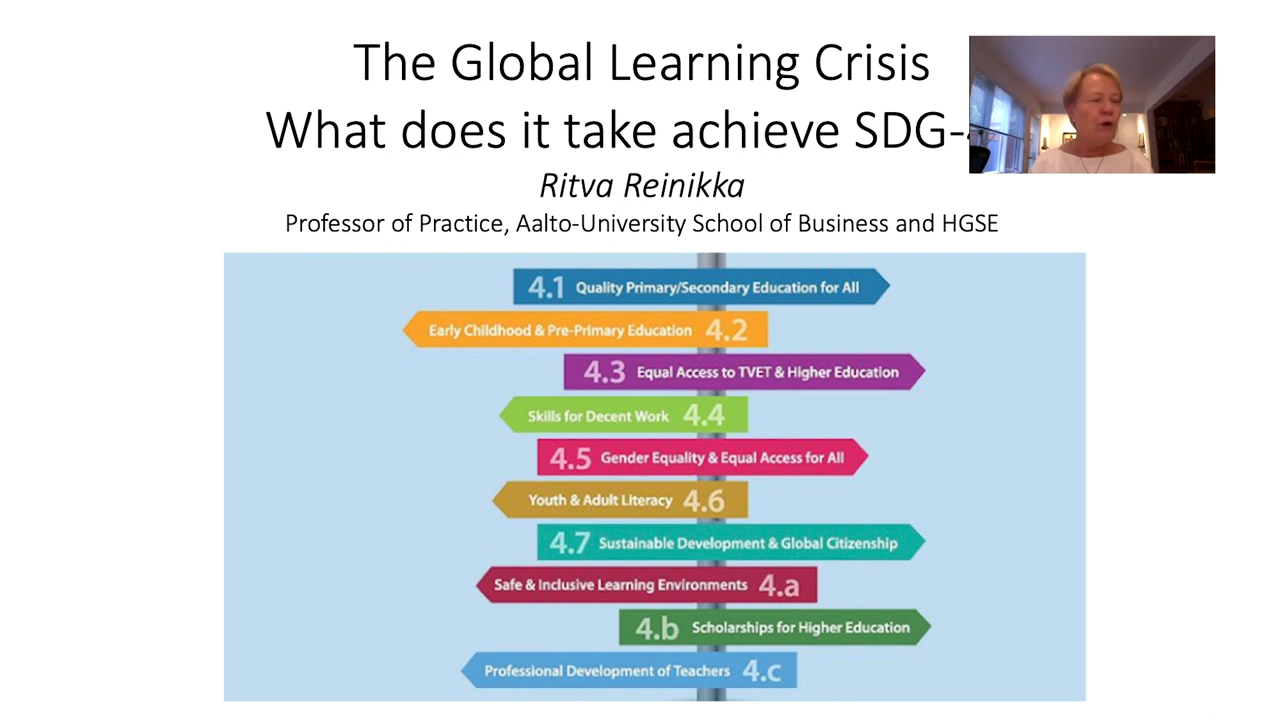 The Global Learning Crisis
What does it take achieve SDG-
Ritva Reinikka
Professor of Practice, Aalto-University School of Business and HGSE
4.1 Quality Primary/Secondary Education for All
Early Childhood & Pre-Primary Education 4.2
4.3 Equal Access to TVET & Higher Education
Skills for Decent Work 4.4
4.5 Gender Equality & Equal Access for All
Youth & Adult Literacy 4.6
4.7 Sustainable Development & Global Citizenship
Safe & Inclusive Learning Environments 4.a
4.b Scholarships for Higher Education
Professional Development of Teachers 4.c